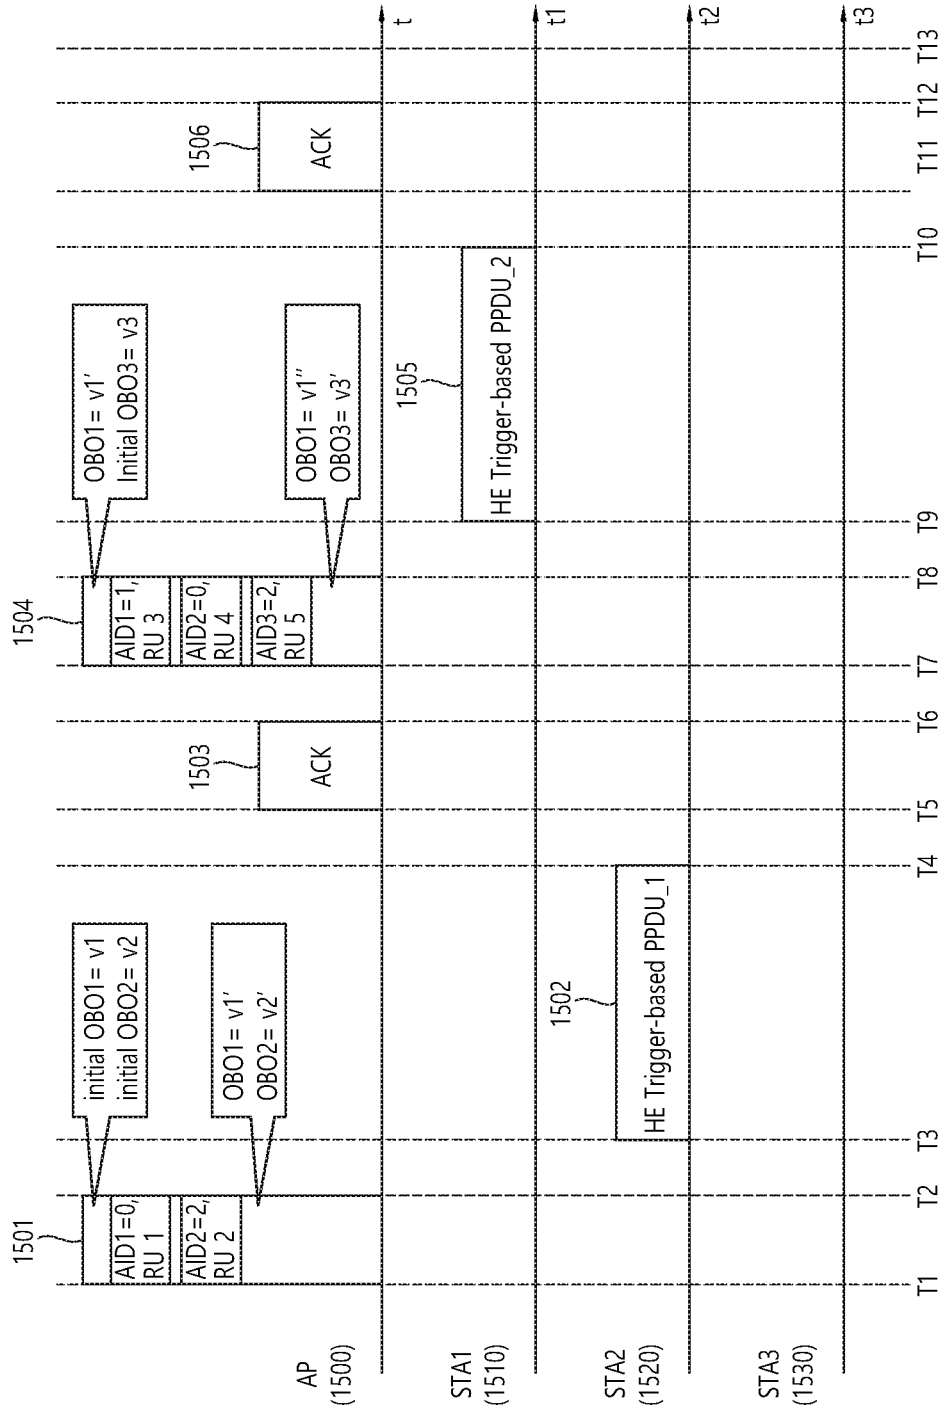 1501
initial OBO1= v1
initial OBO2= v2
AID1=0,
RU 1
AID2=2,
RU 2
OBO1= v1'
OBO2= v2'
1503
ACK
1504
OBO1= v1'
Initial OBO3= v3
AID1=1,
RU 3
AID2=0,
RU 4
AID3=2,
RU 5
OBO1= v1''
OBO3= v3'
1506
ACK
AP
(1500)
t
1505
HE Trigger-based PPDU_2
STA1
(1510)
t1
1502
HE Trigger-based PPDU_1
STA2
(1520)
t2
STA3
(1530)
t3
T1
T2
T3
T4
T5
T6
T7
T8
T9
T10
T11
T12
T13